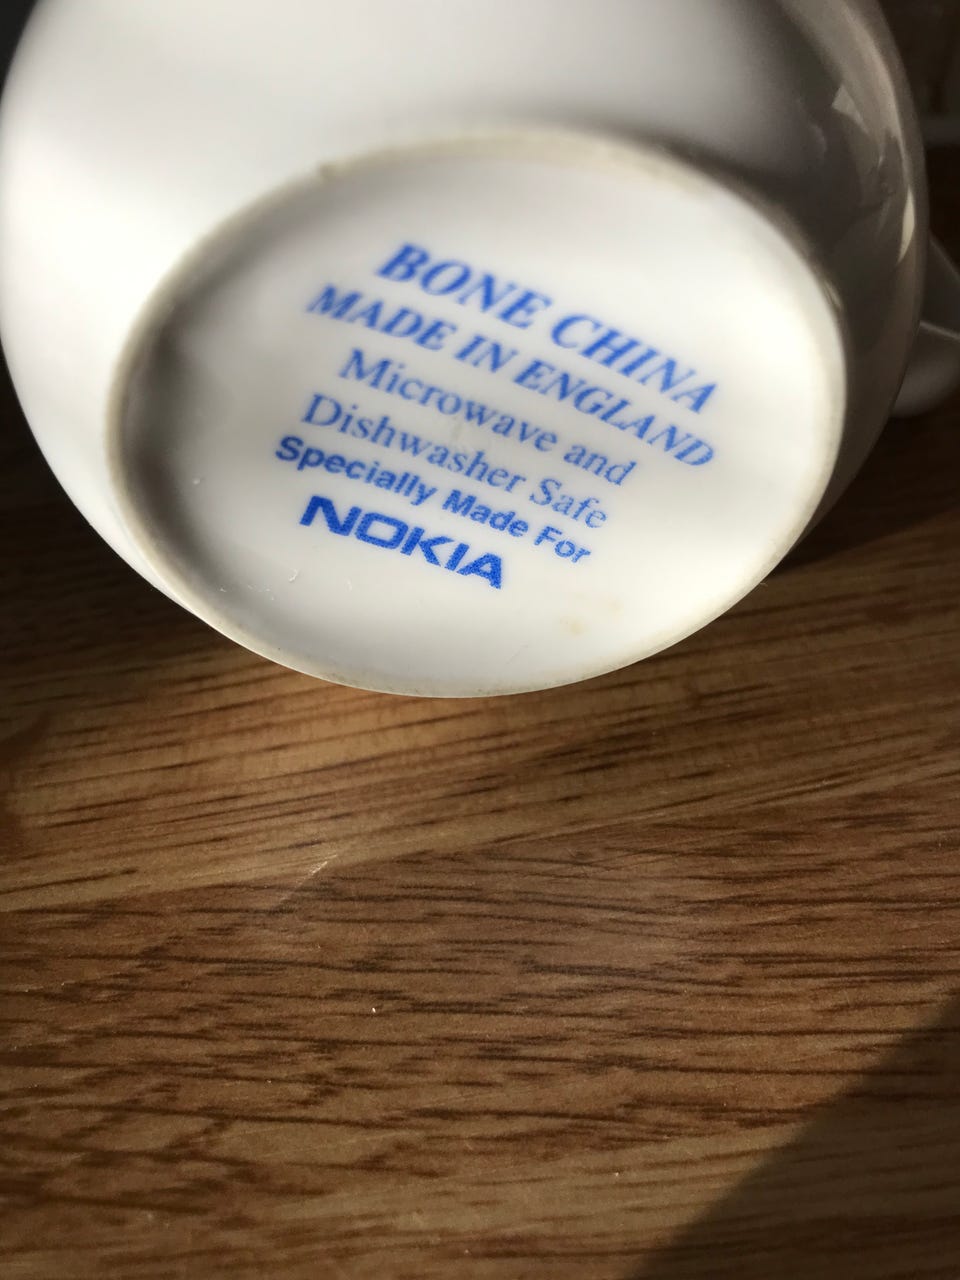 BONE CHINA
MADE IN ENGLAND
Microwave and
Dishwasher Safe
Specially Made For
NOKIA